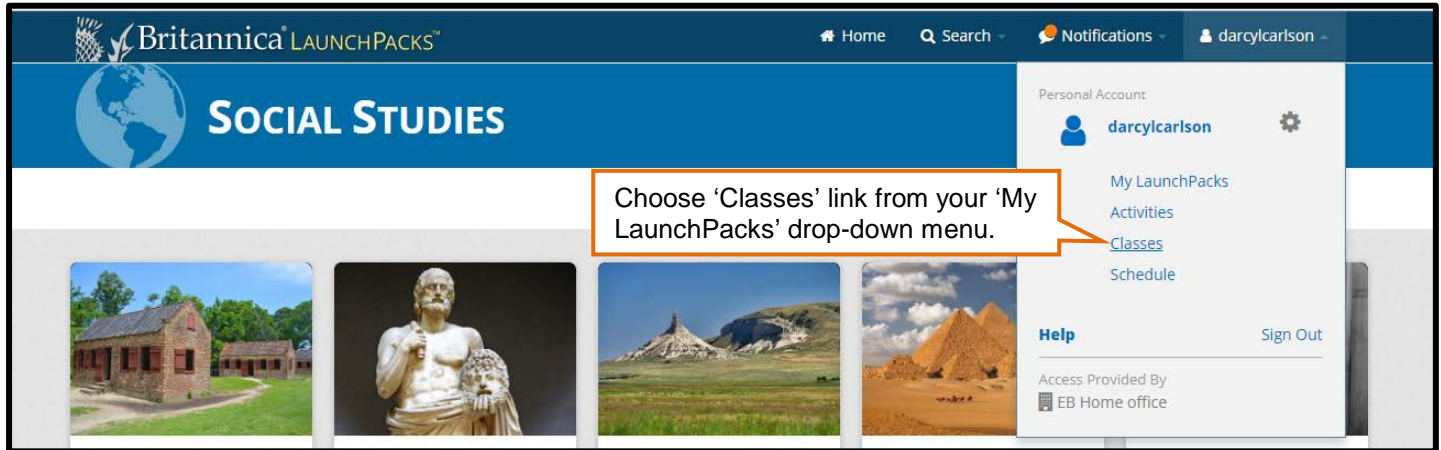 Britannica® LAUNCHPACKS™
Home Search Notifications darcylcarlson
SOCIAL STUDIES
Personal Account
darcylcarlson
My LaunchPacks
Activities
Classes
Schedule
Choose ‘Classes’ link from your ‘My
LaunchPacks’ drop-down menu.
Help Sign Out
Access Provided By
EB Home office